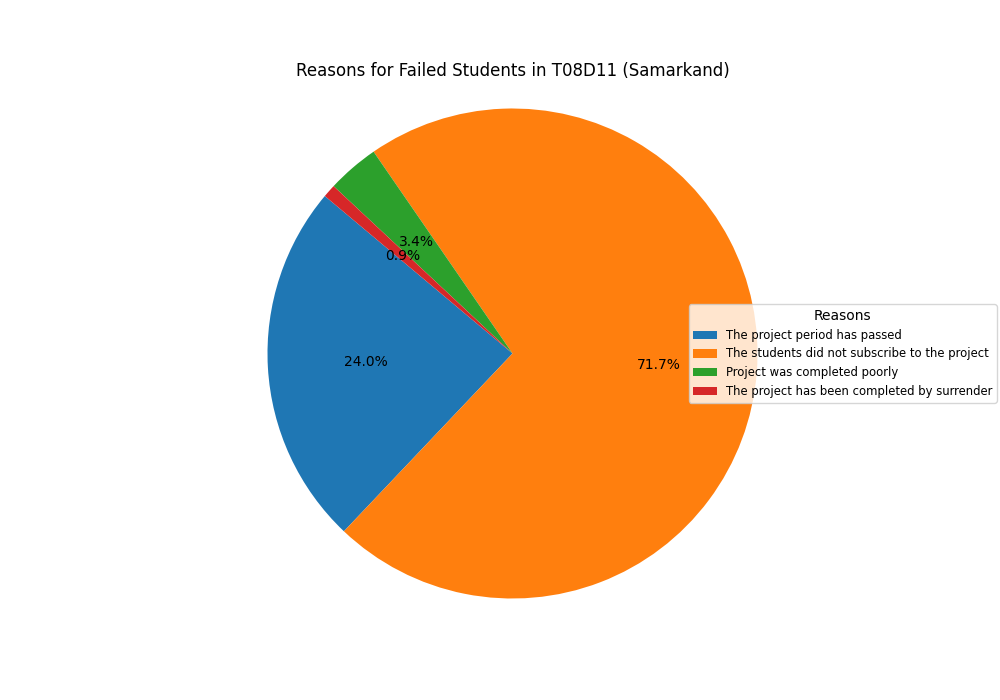 Reasons for Failed Students in T08D11 (Samarkand)
3.4%
0.9%
24.0%
71.7%
Reasons
The project period has passed
The students did not subscribe to the project
Project was completed poorly
The project has been completed by surrender